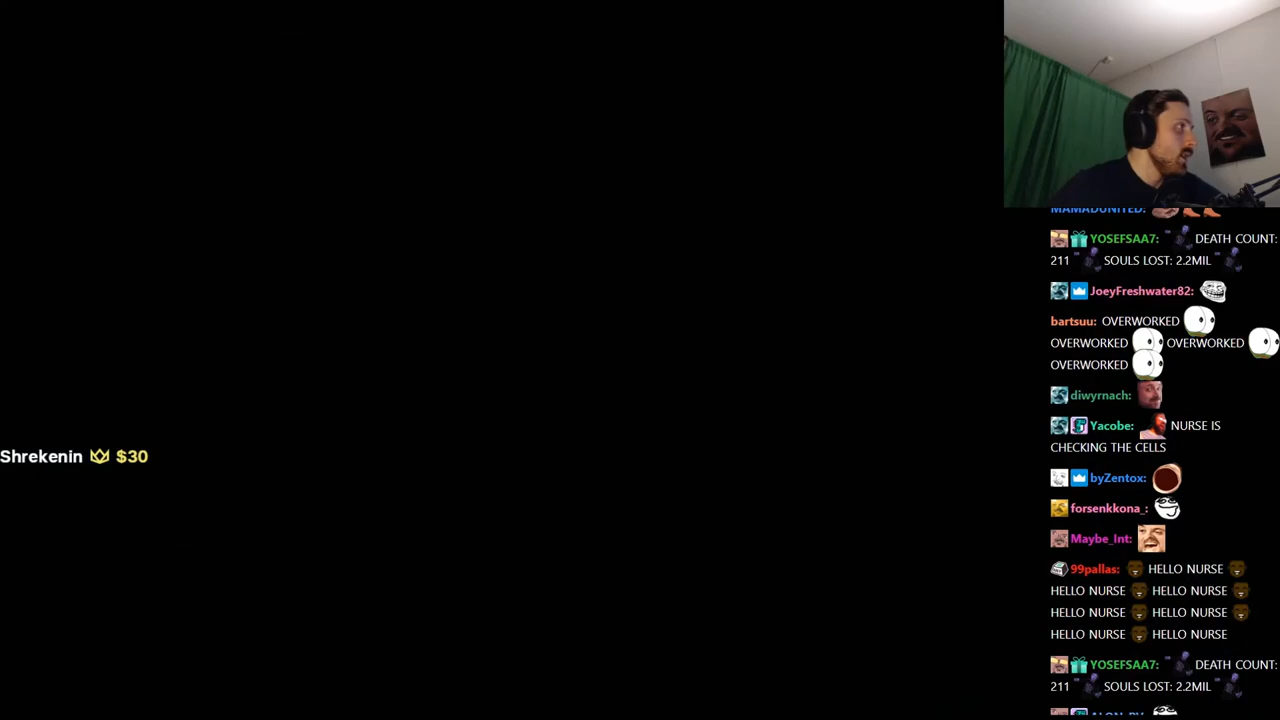 Shrekenin $30
MAMADUNITED:
YOSEFSAA7: DEATH COUNT:
211 SOULS LOST: 2.2MIL
JoeyFreshwater82:
bartsuu: OVERWORKED
OVERWORKED OVERWORKED
OVERWORKED
diwyrnach:
Yacobe: NURSE IS
CHECKING THE CELLS
byZentox:
forsenkkona_:
Maybe_Int:
99pallas: HELLO NURSE
HELLO NURSE HELLO NURSE
HELLO NURSE HELLO NURSE
HELLO NURSE HELLO NURSE
YOSEFSAA7: DEATH COUNT:
211 SOULS LOST: 2.2MIL